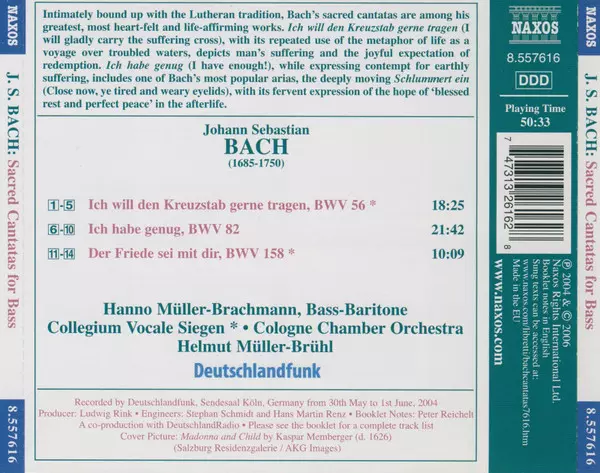 NAXOS
J. S. BACH: Sacred Cantatas for Bass
8.557616
Intimately bound up with the Lutheran tradition, Bach's sacred cantatas are among his
greatest, most heart-felt and life-affirming works. Ich will den Kreuzstab gerne tragen (I
will gladly carry the suffering cross), with its repeated use of the metaphor of life as a
voyage over troubled waters, depicts man's suffering and the joyful expectation of
redemption. Ich habe genug (I have enough!), while expressing contempt for earthly
suffering, includes one of Bach's most popular arias, the deeply moving Schlummert ein
(Close now, ye tired and weary eyelids), with its fervent expression of the hope of 'blessed
rest and perfect peace' in the afterlife.
Johann Sebastian
BACH
(1685-1750)
1-5 Ich will den Kreuzstab gerne tragen, BWV 56 * 18:25
6-10 Ich habe genug, BWV 82 21:42
11-14 Der Friede sei mit dir, BWV 158 * 10:09
Hanno Müller-Brachmann, Bass-Baritone
Collegium Vocale Siegen * • Cologne Chamber Orchestra
Helmut Müller-Brühl
Deutschlandfunk
Recorded by Deutschlandfunk, Sendesaal Köln, Germany from 30th May to 1st June, 2004
Producer: Ludwig Rink • Engineers: Stephan Schmidt and Hans Martin Renz • Booklet Notes: Peter Reichelt
A co-production with DeutschlandRadio • Please see the booklet for a complete track list
Cover Picture: Madonna and Child by Kaspar Memberger (d. 1626)
(Salzburg Residenzgalerie / AKG Images)
NAXOS
8.557616
DDD
Playing Time
50:33
7 47313 26162 8
www.naxos.com
℗ 2004 & © 2006
Naxos Rights International Ltd.
Booklet notes in English
Sung texts can be accessed at:
www.naxos.com/libretti/bachcantatas7616.htm
Made in the EU
NAXOS
J. S. BACH: Sacred Cantatas for Bass
8.557616